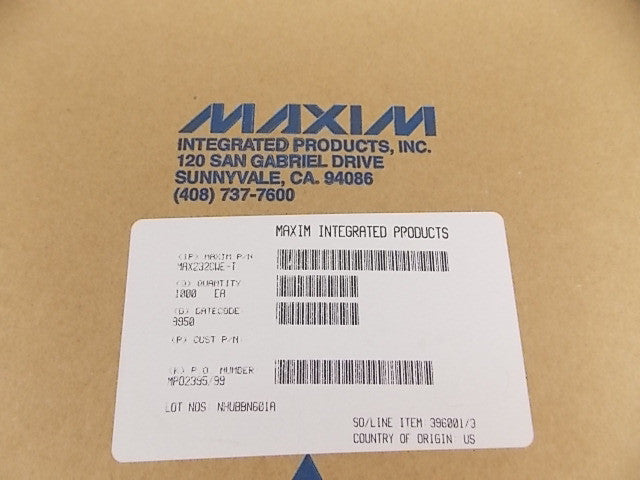 MAXIM
INTEGRATED PRODUCTS, INC.
120 SAN GABRIEL DRIVE
SUNNYVALE, CA. 94086
(408) 737-7600
MAXIM INTEGRATED PRODUCTS
(1P) MAXIM P/N
MAX232CWE-T
(Q) QUANTITY
1000 EA
(D) DATECODE
9950
(P) CUST P/N:
(K) P.O. NUMBER
MP02395/99
LOT NOS
SO/LINE ITEM 396001/3
COUNTRY OF ORIGIN US